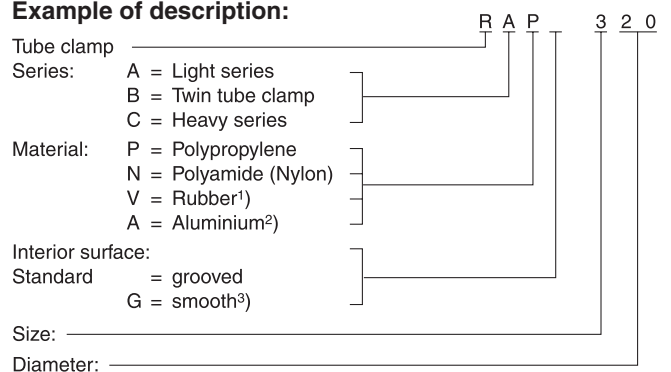 Example of description:
R A P _ 3 2 0
Tube clamp
Series: A = Light series
B = Twin tube clamp
C = Heavy series
Material: P = Polypropylene
N = Polyamide (Nylon)
V = Rubber¹)
A = Aluminium²)
Interior surface:
Standard = grooved
G = smooth³)
Size:
Diameter: